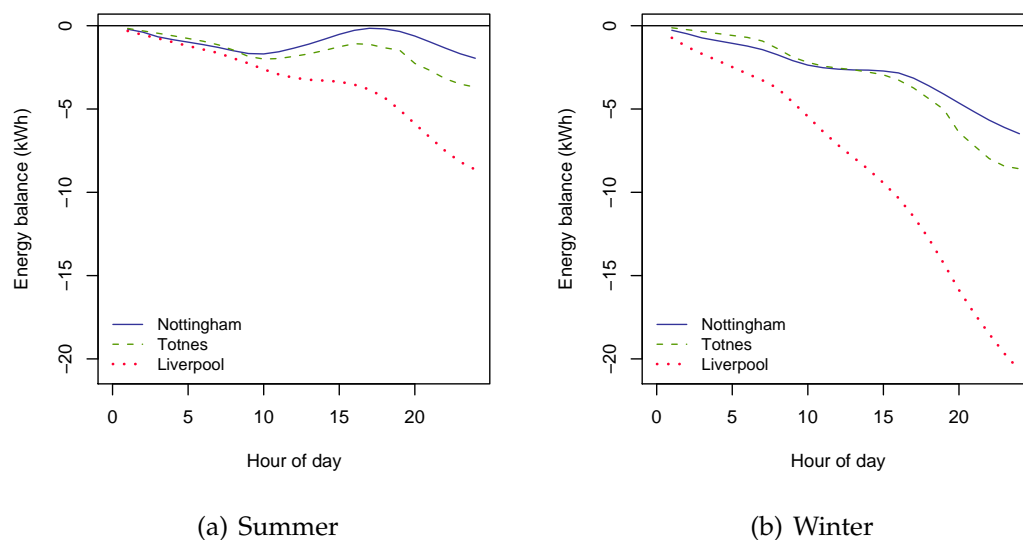 0
−5
−10
−15
−20
Energy balance (kWh)
Nottingham
Totnes
Liverpool
0 5 10 15 20
Hour of day
(a) Summer
0
−5
−10
−15
−20
Energy balance (kWh)
Nottingham
Totnes
Liverpool
0 5 10 15 20
Hour of day
(b) Winter